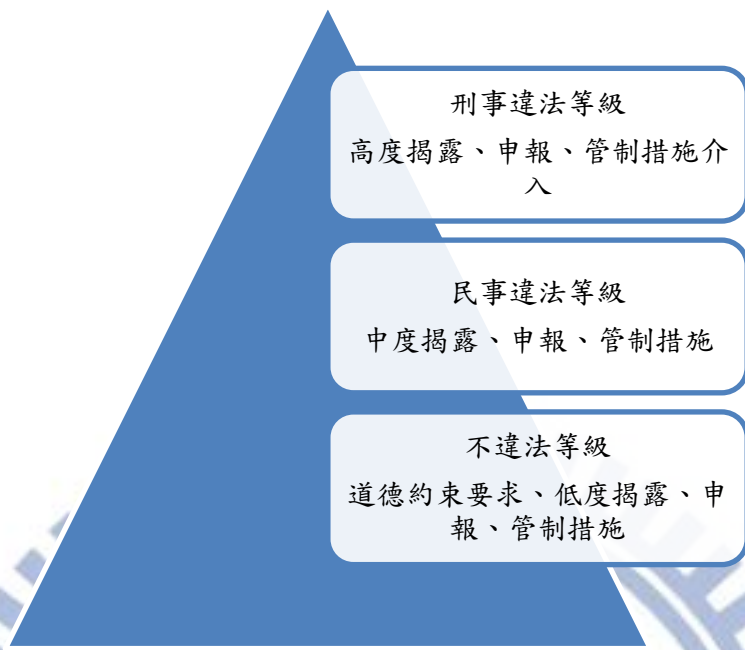 刑事違法等級
高度揭露、申報、管制措施介
入
民事違法等級
中度揭露、申報、管制措施
不違法等級
道德約束要求、低度揭露、申
報、管制措施